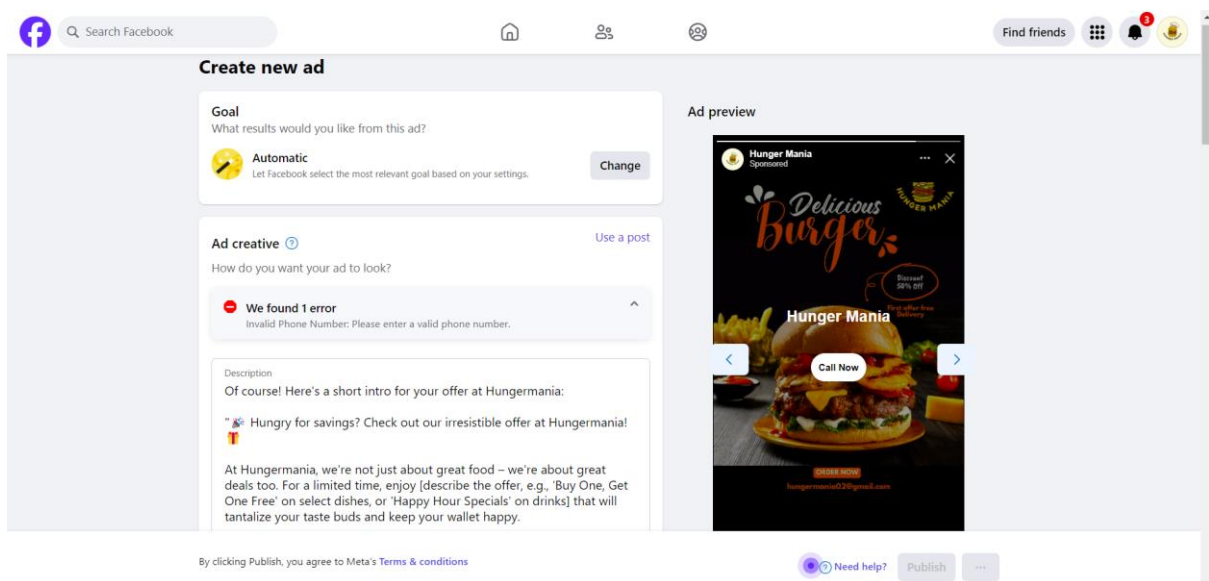 Search Facebook
Find friends
3
Create new ad
Goal
What results would you like from this ad?
Automatic
Let Facebook select the most relevant goal based on your settings.
Change
Ad creative
Use a post
How do you want your ad to look?
We found 1 error
Invalid Phone Number: Please enter a valid phone number.
Description
Of course! Here's a short intro for your offer at Hungermania:
"🎉 Hungry for savings? Check out our irresistible offer at Hungermania!
🎁
At Hungermania, we're not just about great food – we're about great
deals too. For a limited time, enjoy [describe the offer, e.g., 'Buy One, Get
One Free' on select dishes, or 'Happy Hour Specials' on drinks] that will
tantalize your taste buds and keep your wallet happy.
Ad preview
Hunger Mania
Sponsored
HUNGER MANIA
Delicious
Burger
Discount
50% Off
First offer free
Delivery
Hunger Mania
Call Now
ORDER NOW
hungermania02@gmail.com
By clicking Publish, you agree to Meta's Terms & conditions
Need help?
Publish